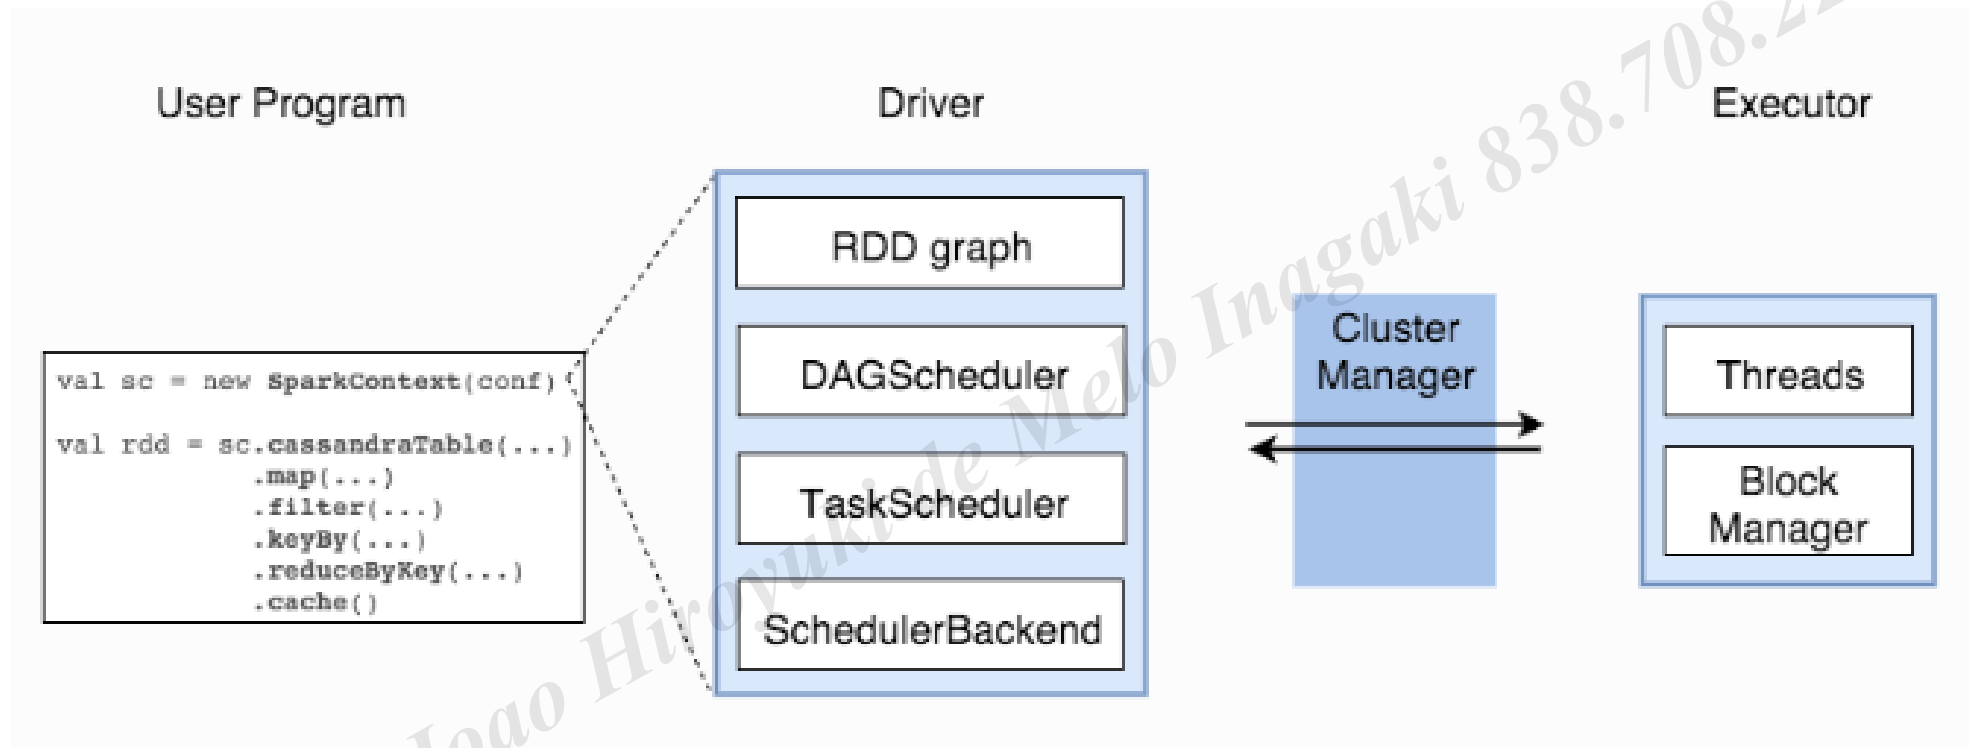 User Program
Driver
Executor
val sc = new SparkContext(conf)
val rdd = sc.cassandraTable(...)
.map(...)
.filter(...)
.keyBy(...)
.reduceByKey(...)
.cache()
RDD graph
DAGScheduler
TaskScheduler
SchedulerBackend
Cluster
Manager
Threads
Block
Manager
Joao Hiroyuki de Melo Inagaki 838.708.22